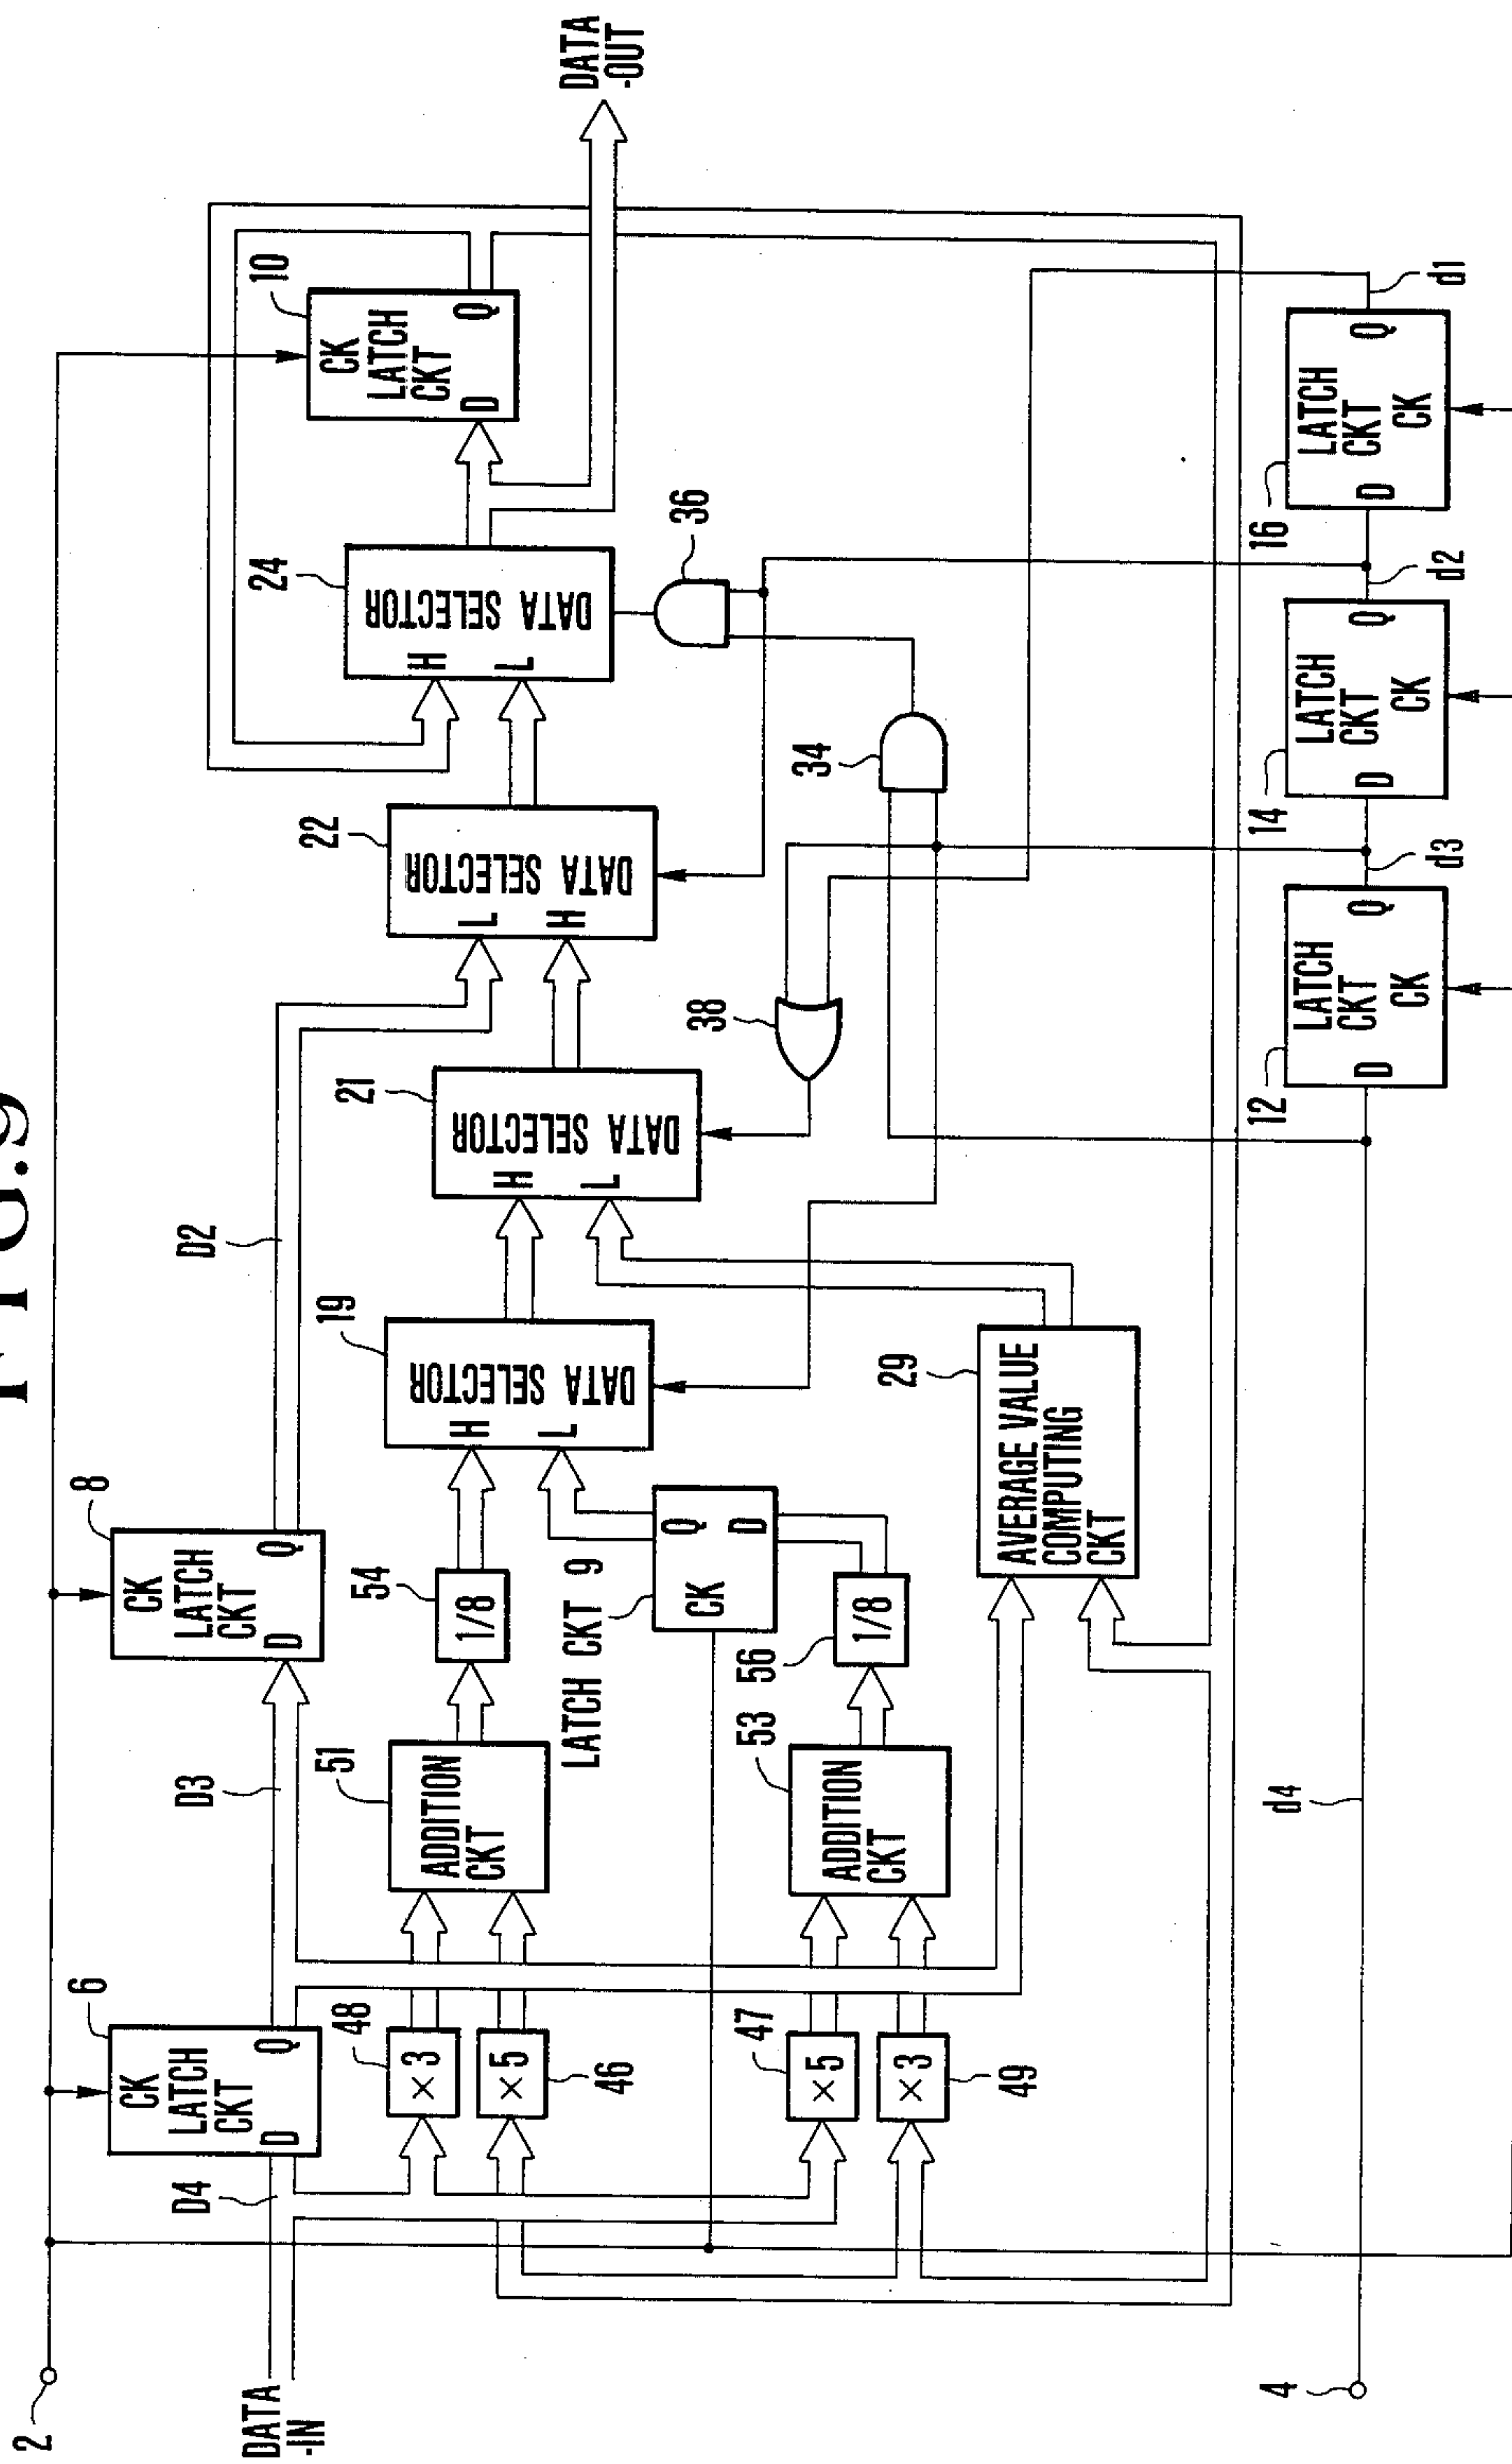 FIG.9
2
DATA
-IN
D4
6
CK
LATCH
CKT
D
Q
D3
8
CK
LATCH
CKT
D
Q
D2
48
×3
×5
46
47
×5
×3
49
51
ADDITION
CKT
53
ADDITION
CKT
54
1/8
56
1/8
LATCH CKT 9
CK
Q
D
19
DATA SELECTOR
H
L
29
AVERAGE VALUE
COMPUTING
CKT
21
DATA SELECTOR
H
L
38
22
DATA SELECTOR
L
H
34
24
DATA SELECTOR
H
L
36
10
CK
LATCH
CKT
D
Q
DATA
-OUT
4
d4
12
LATCH
CKT
D
Q
CK
d3
14
LATCH
CKT
D
Q
CK
d2
16
LATCH
CKT
D
Q
CK
d1